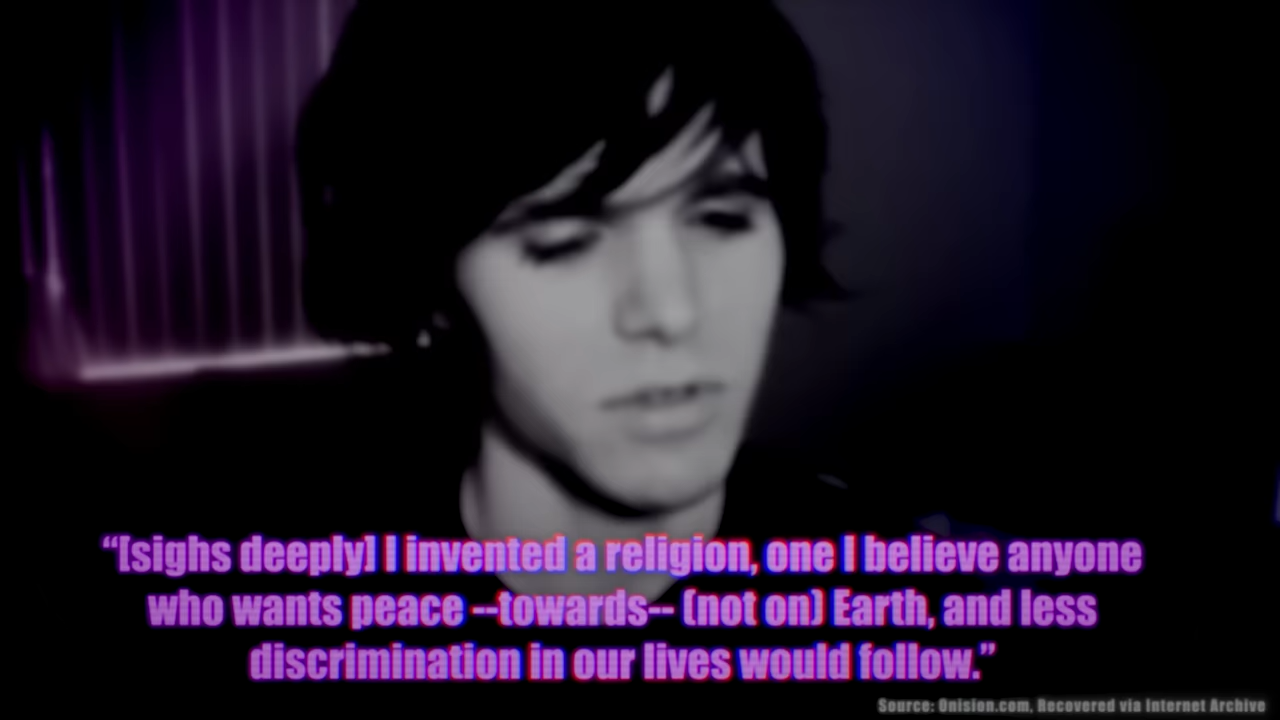 “[sighs deeply] I invented a religion, one I believe anyone
who wants peace --towards-- (not on) Earth, and less
discrimination in our lives would follow.”
Source: Onision.com, Recovered via Internet Archive